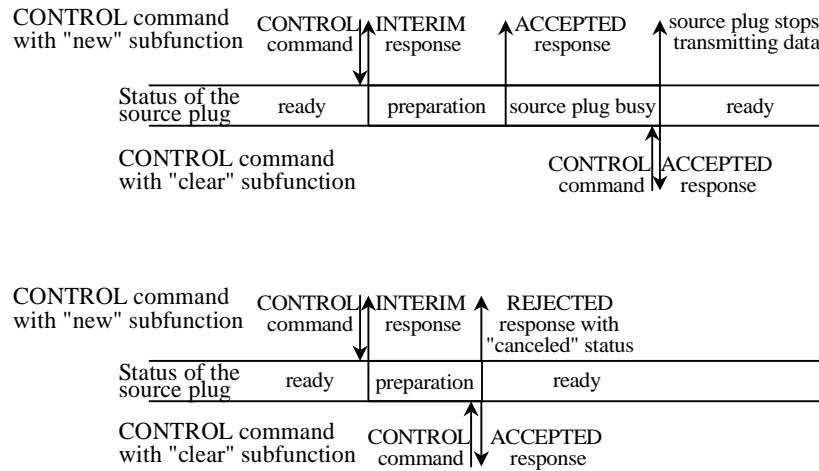 CONTROL command
with "new" subfunction
CONTROL
command
INTERIM
response
ACCEPTED
response
source plug stops
transmitting data
Status of the
source plug
ready
preparation
source plug busy
ready
CONTROL command
with "clear" subfunction
CONTROL
command
ACCEPTED
response
CONTROL command
with "new" subfunction
CONTROL
command
INTERIM
response
REJECTED
response with
"canceled" status
Status of the
source plug
ready
preparation
ready
CONTROL command
with "clear" subfunction
CONTROL
command
ACCEPTED
response